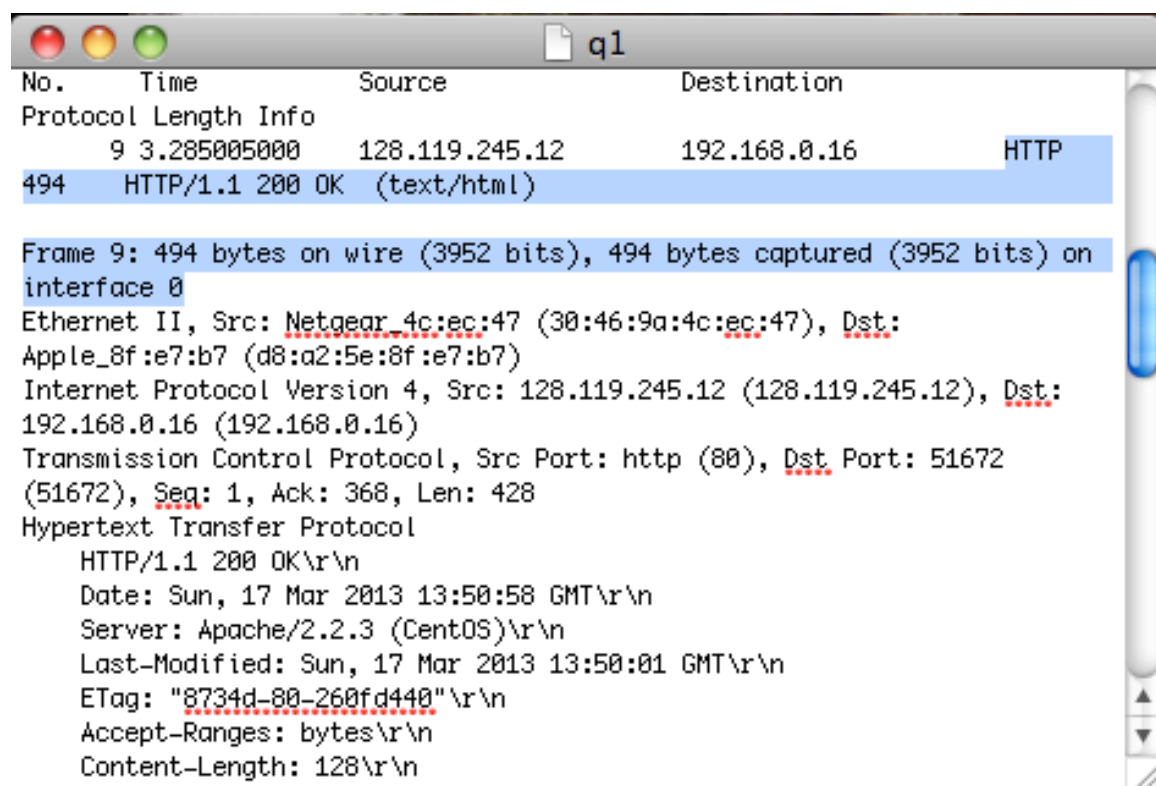 q1
No. Time Source Destination
Protocol Length Info
9 3.285005000 128.119.245.12 192.168.0.16 HTTP
494 HTTP/1.1 200 OK (text/html)
Frame 9: 494 bytes on wire (3952 bits), 494 bytes captured (3952 bits) on
interface 0
Ethernet II, Src: Netgear_4c:ec:47 (30:46:9a:4c:ec:47), Dst:
Apple_8f:e7:b7 (d8:a2:5e:8f:e7:b7)
Internet Protocol Version 4, Src: 128.119.245.12 (128.119.245.12), Dst:
192.168.0.16 (192.168.0.16)
Transmission Control Protocol, Src Port: http (80), Dst Port: 51672
(51672), Seq: 1, Ack: 368, Len: 428
Hypertext Transfer Protocol
HTTP/1.1 200 OK\r\n
Date: Sun, 17 Mar 2013 13:50:58 GMT\r\n
Server: Apache/2.2.3 (CentOS)\r\n
Last-Modified: Sun, 17 Mar 2013 13:50:01 GMT\r\n
ETag: "8734d-80-260fd440"\r\n
Accept-Ranges: bytes\r\n
Content-Length: 128\r\n